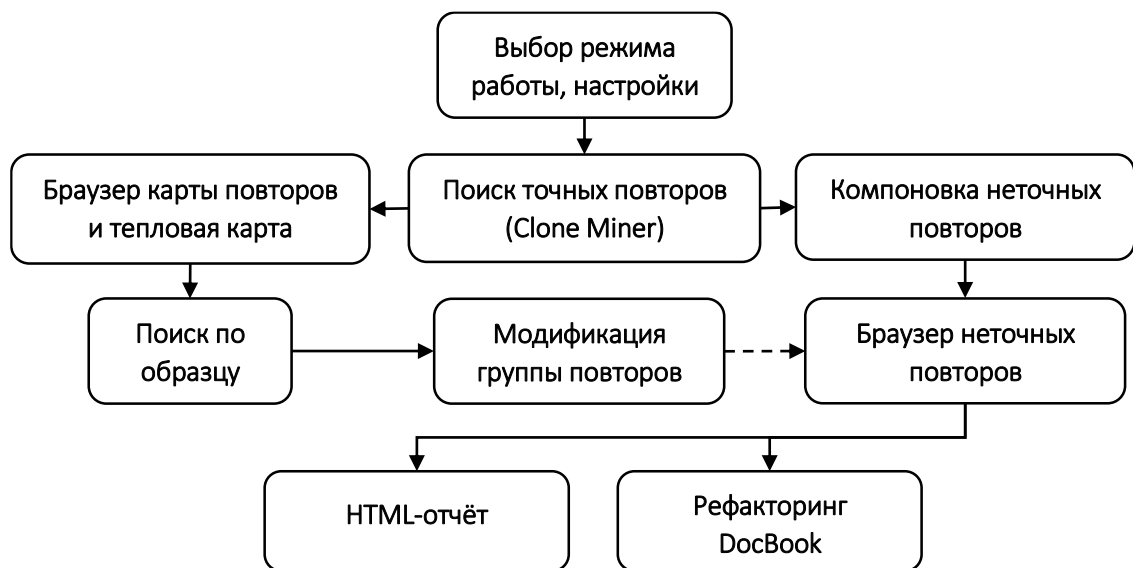 Выбор режима
работы, настройки
Браузер карты повторов
и тепловая карта
Поиск точных повторов
(Clone Miner)
Компоновка неточных
повторов
Поиск по
образцу
Модификация
группы повторов
Браузер неточных
повторов
HTML-отчёт
Рефакторинг
DocBook